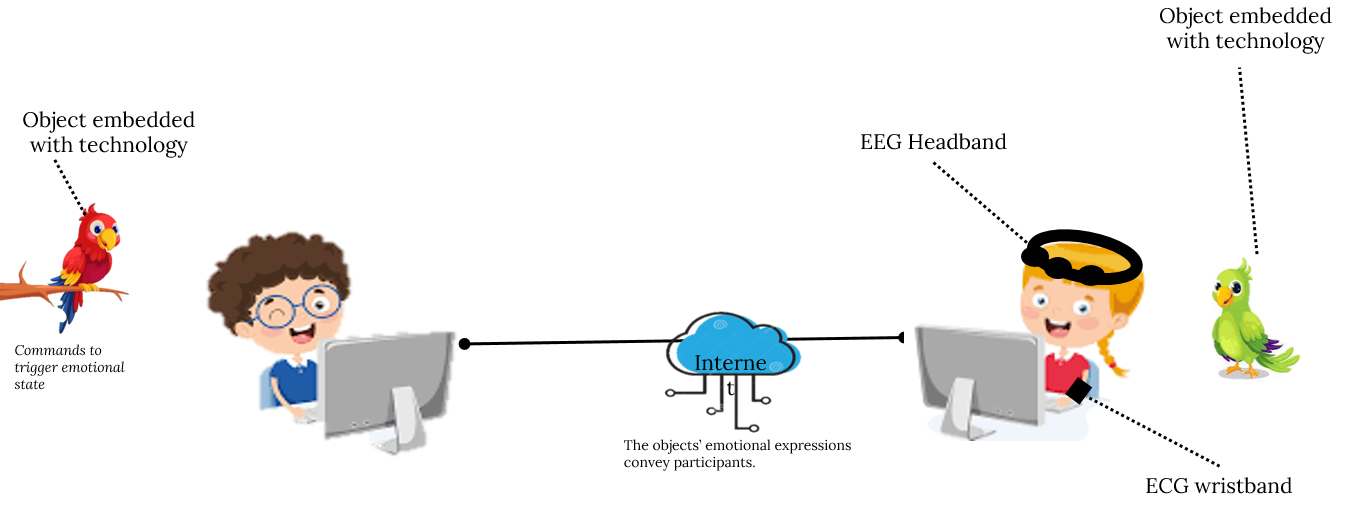 Object embedded
with technology
Object embedded
with technology
EEG Headband
Commands to
trigger emotional
state
Interne
t
The objects’ emotional expressions
convey participants.
ECG wristband